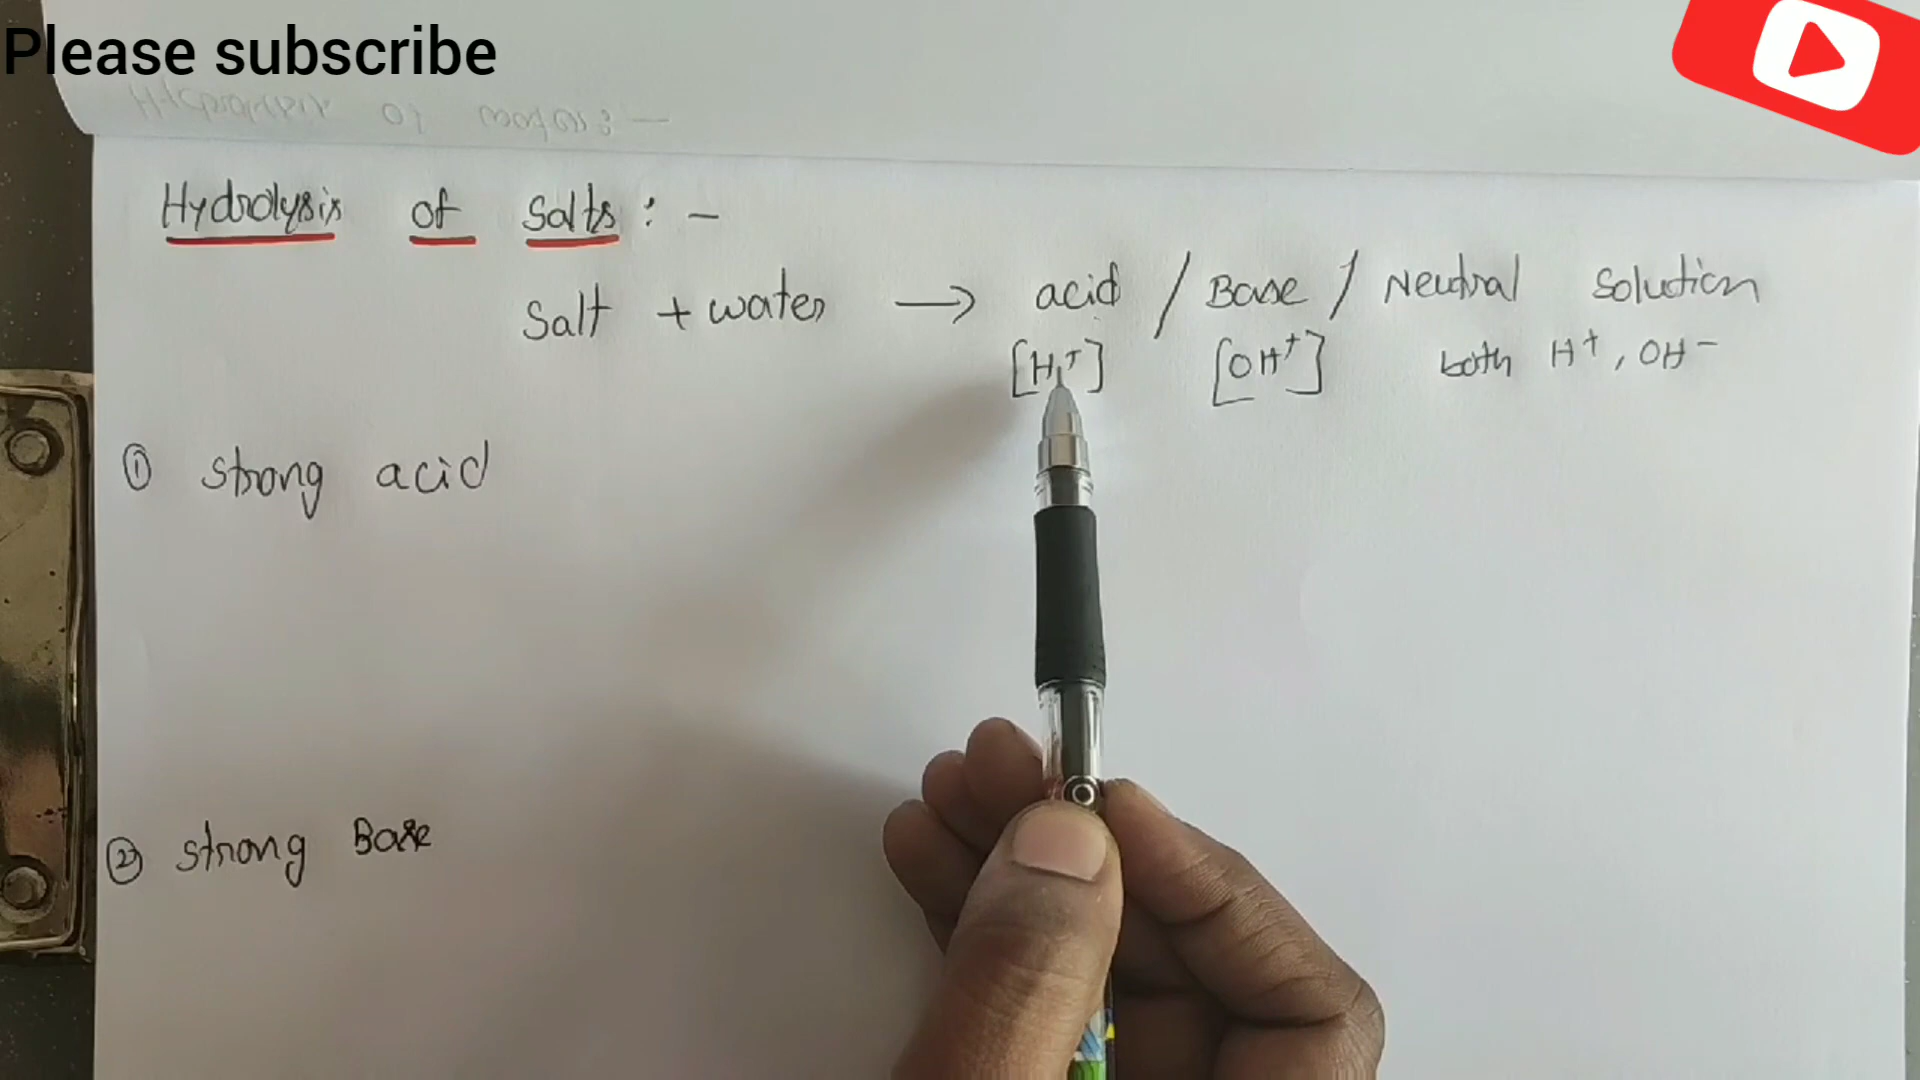 Please subscribe
Hydrolysis of Salts : -
Salt + water → acid / Base / Neutral Solution
[H+] [OH+] both H+, OH-
① strong acid
② strong Base